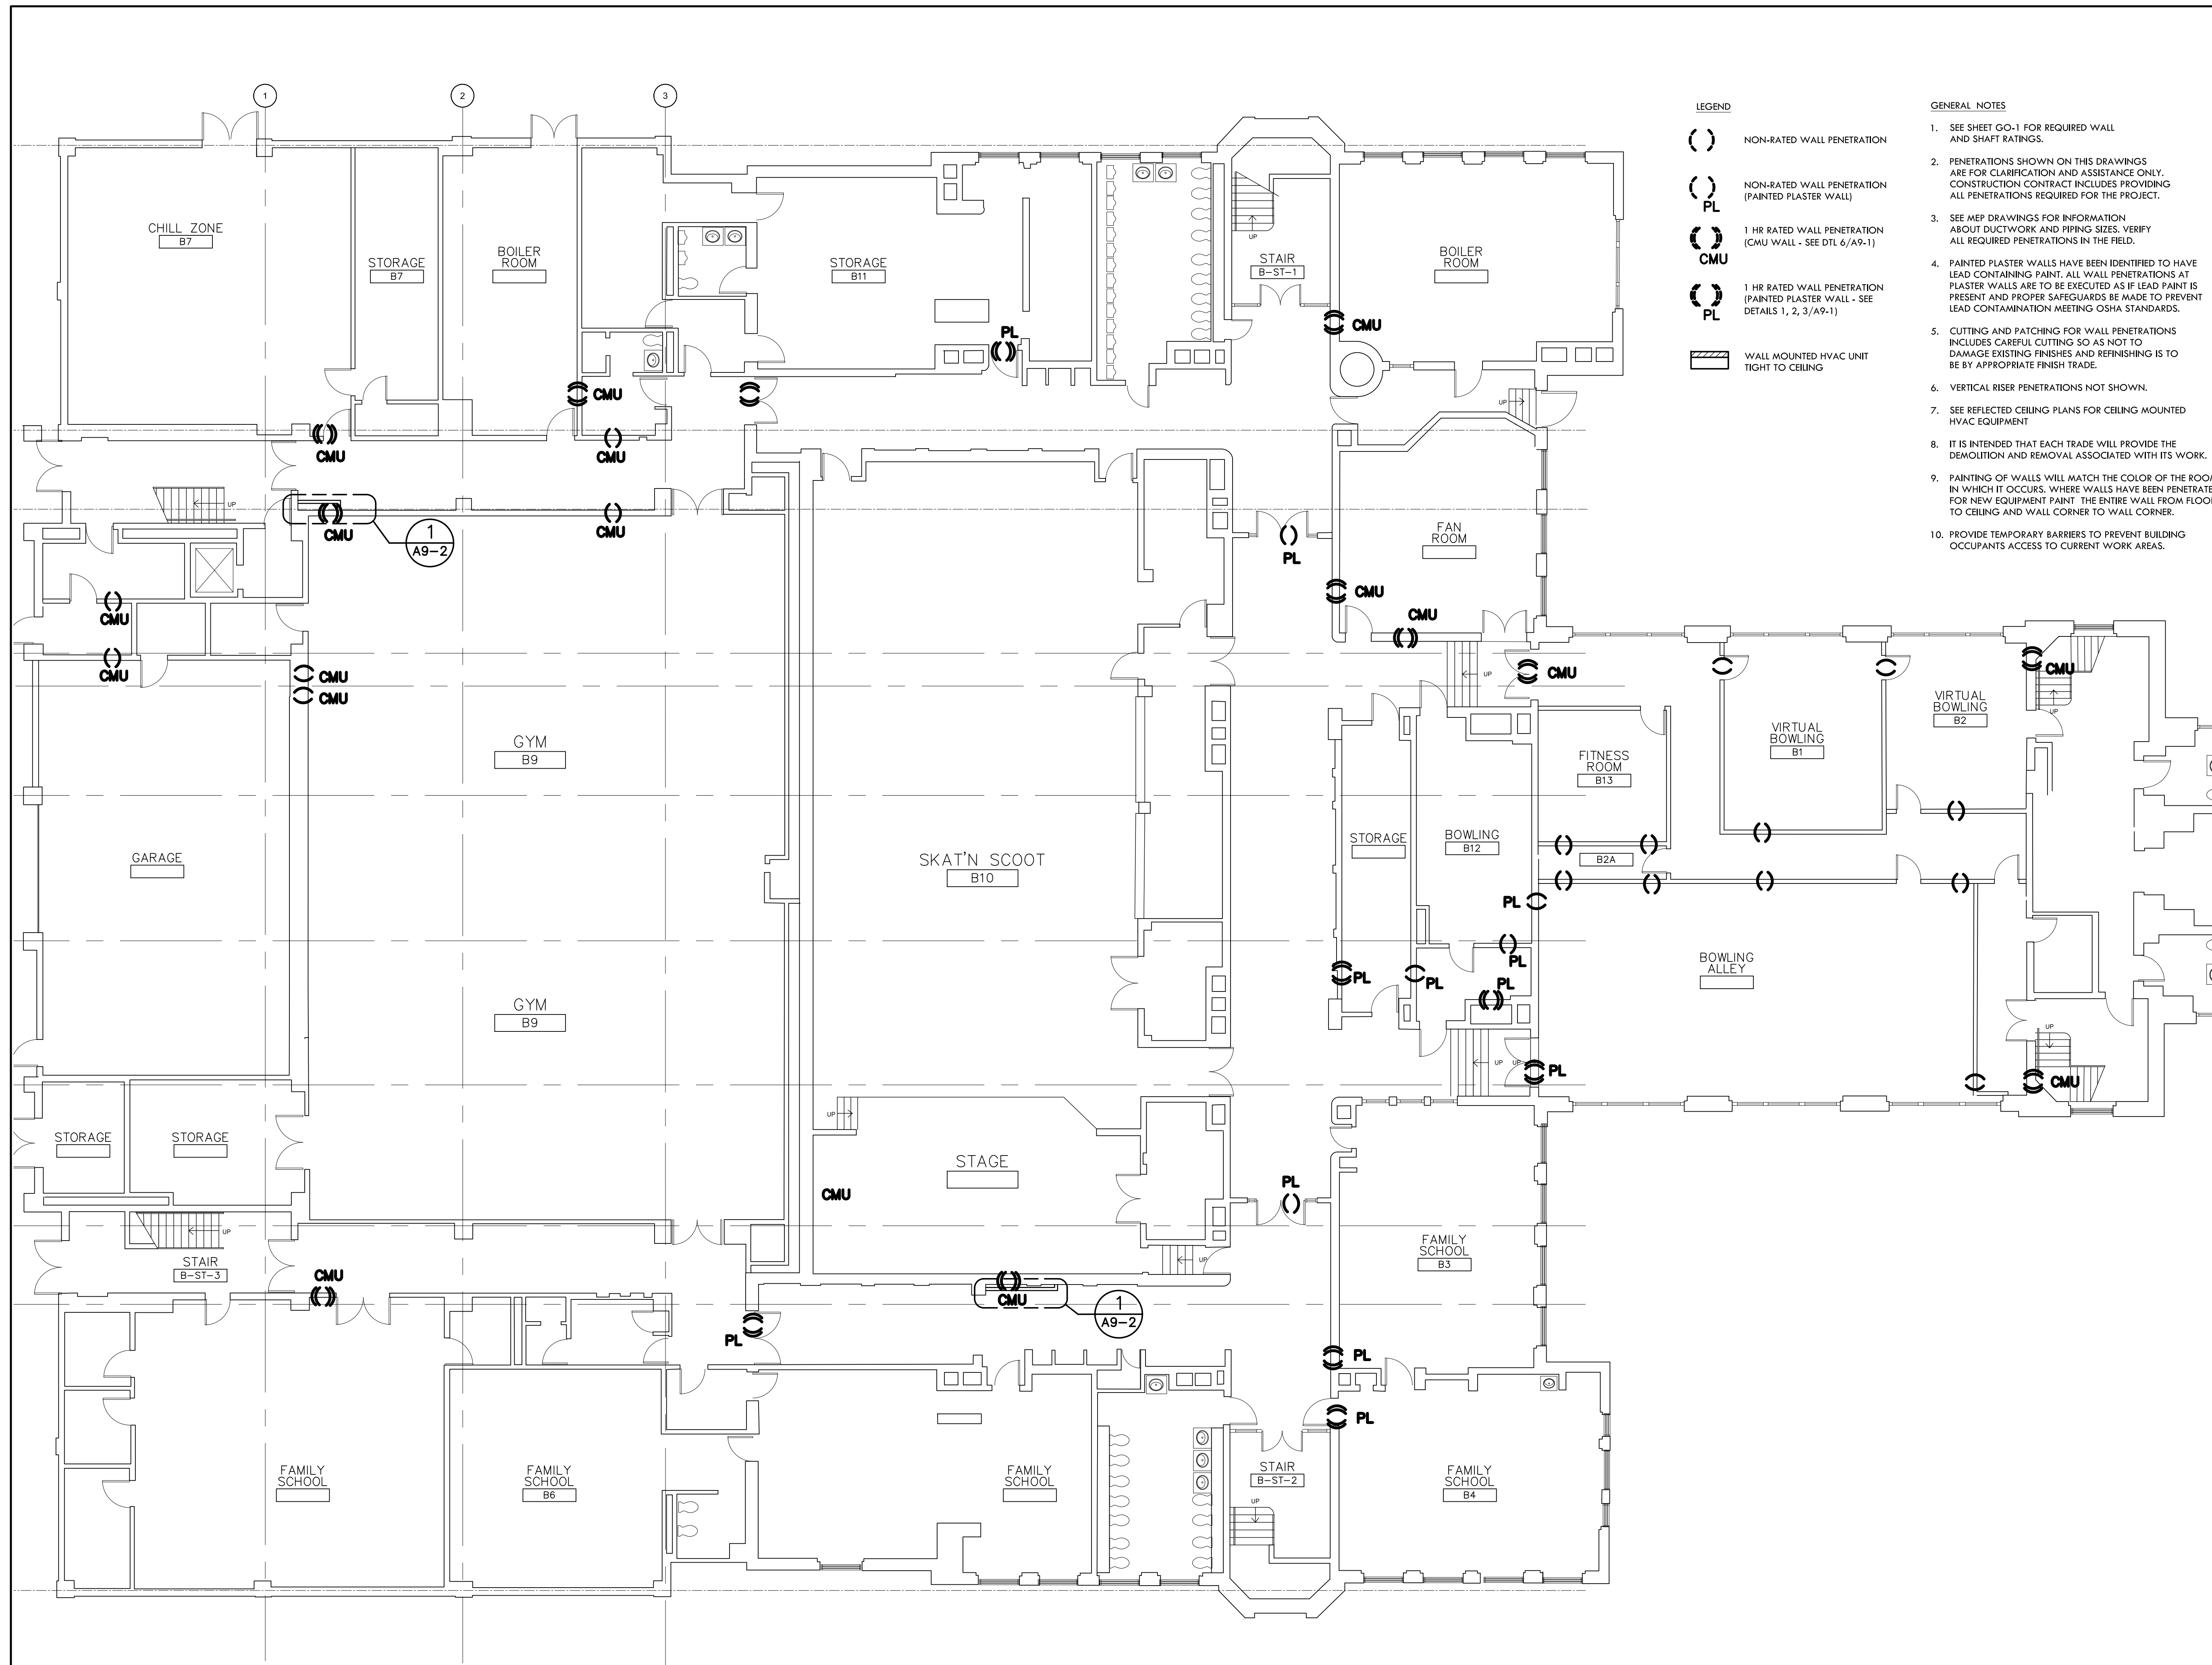 1
2
3
LEGEND
NON-RATED WALL PENETRATION
NON-RATED WALL PENETRATION
(PAINTED PLASTER WALL)
PL
1 HR RATED WALL PENETRATION
(CMU WALL - SEE DTL 6/A9-1)
CMU
1 HR RATED WALL PENETRATION
(PAINTED PLASTER WALL - SEE
DETAILS 1, 2, 3/A9-1)
PL
WALL MOUNTED HVAC UNIT
TIGHT TO CEILING
GENERAL NOTES
1. SEE SHEET GO-1 FOR REQUIRED WALL
AND SHAFT RATINGS.
2. PENETRATIONS SHOWN ON THIS DRAWINGS
ARE FOR CLARIFICATION AND ASSISTANCE ONLY.
CONSTRUCTION CONTRACT INCLUDES PROVIDING
ALL PENETRATIONS REQUIRED FOR THE PROJECT.
3. SEE MEP DRAWINGS FOR INFORMATION
ABOUT DUCTWORK AND PIPING SIZES. VERIFY
ALL REQUIRED PENETRATIONS IN THE FIELD.
4. PAINTED PLASTER WALLS HAVE BEEN IDENTIFIED TO HAVE
LEAD CONTAINING PAINT. ALL WALL PENETRATIONS AT
PLASTER WALLS ARE TO BE EXECUTED AS IF LEAD PAINT IS
PRESENT AND PROPER SAFEGUARDS BE MADE TO PREVENT
LEAD CONTAMINATION MEETING OSHA STANDARDS.
5. CUTTING AND PATCHING FOR WALL PENETRATIONS
INCLUDES CAREFUL CUTTING SO AS NOT TO
DAMAGE EXISTING FINISHES AND REFINISHING IS TO
BE BY APPROPRIATE FINISH TRADE.
6. VERTICAL RISER PENETRATIONS NOT SHOWN.
7. SEE REFLECTED CEILING PLANS FOR CEILING MOUNTED
HVAC EQUIPMENT
8. IT IS INTENDED THAT EACH TRADE WILL PROVIDE THE
DEMOLITION AND REMOVAL ASSOCIATED WITH ITS WORK.
9. PAINTING OF WALLS WILL MATCH THE COLOR OF THE ROOM
IN WHICH IT OCCURS. WHERE WALLS HAVE BEEN PENETRATE
FOR NEW EQUIPMENT PAINT THE ENTIRE WALL FROM FLOO
TO CEILING AND WALL CORNER TO WALL CORNER.
10. PROVIDE TEMPORARY BARRIERS TO PREVENT BUILDING
OCCUPANTS ACCESS TO CURRENT WORK AREAS.
CHILL ZONE
B7
STORAGE
B7
BOILER
ROOM
STORAGE
B11
UP
STAIR
B-ST-1
BOILER
ROOM
CMU
PL
CMU
UP
CMU
CMU
UP
CMU
CMU
1
A9-2
PL
FAN
ROOM
CMU
CMU
CMU
CMU
CMU
CMU
UP
CMU
CMU
UP
GYM
B9
VIRTUAL
BOWLING
B1
VIRTUAL
BOWLING
B2
FITNESS
ROOM
B13
GARAGE
SKAT'N SCOOT
B10
STORAGE
BOWLING
B12
B2A
PL
PL
PL
PL
PL
BOWLING
ALLEY
GYM
B9
UP
UP
PL
UP
CMU
UP
STORAGE
STORAGE
STAGE
CMU
PL
UP
STAIR
B-ST-3
UP
FAMILY
SCHOOL
B3
CMU
CMU
1
A9-2
PL
PL
PL
FAMILY
SCHOOL
FAMILY
SCHOOL
B6
FAMILY
SCHOOL
STAIR
B-ST-2
UP
FAMILY
SCHOOL
B4